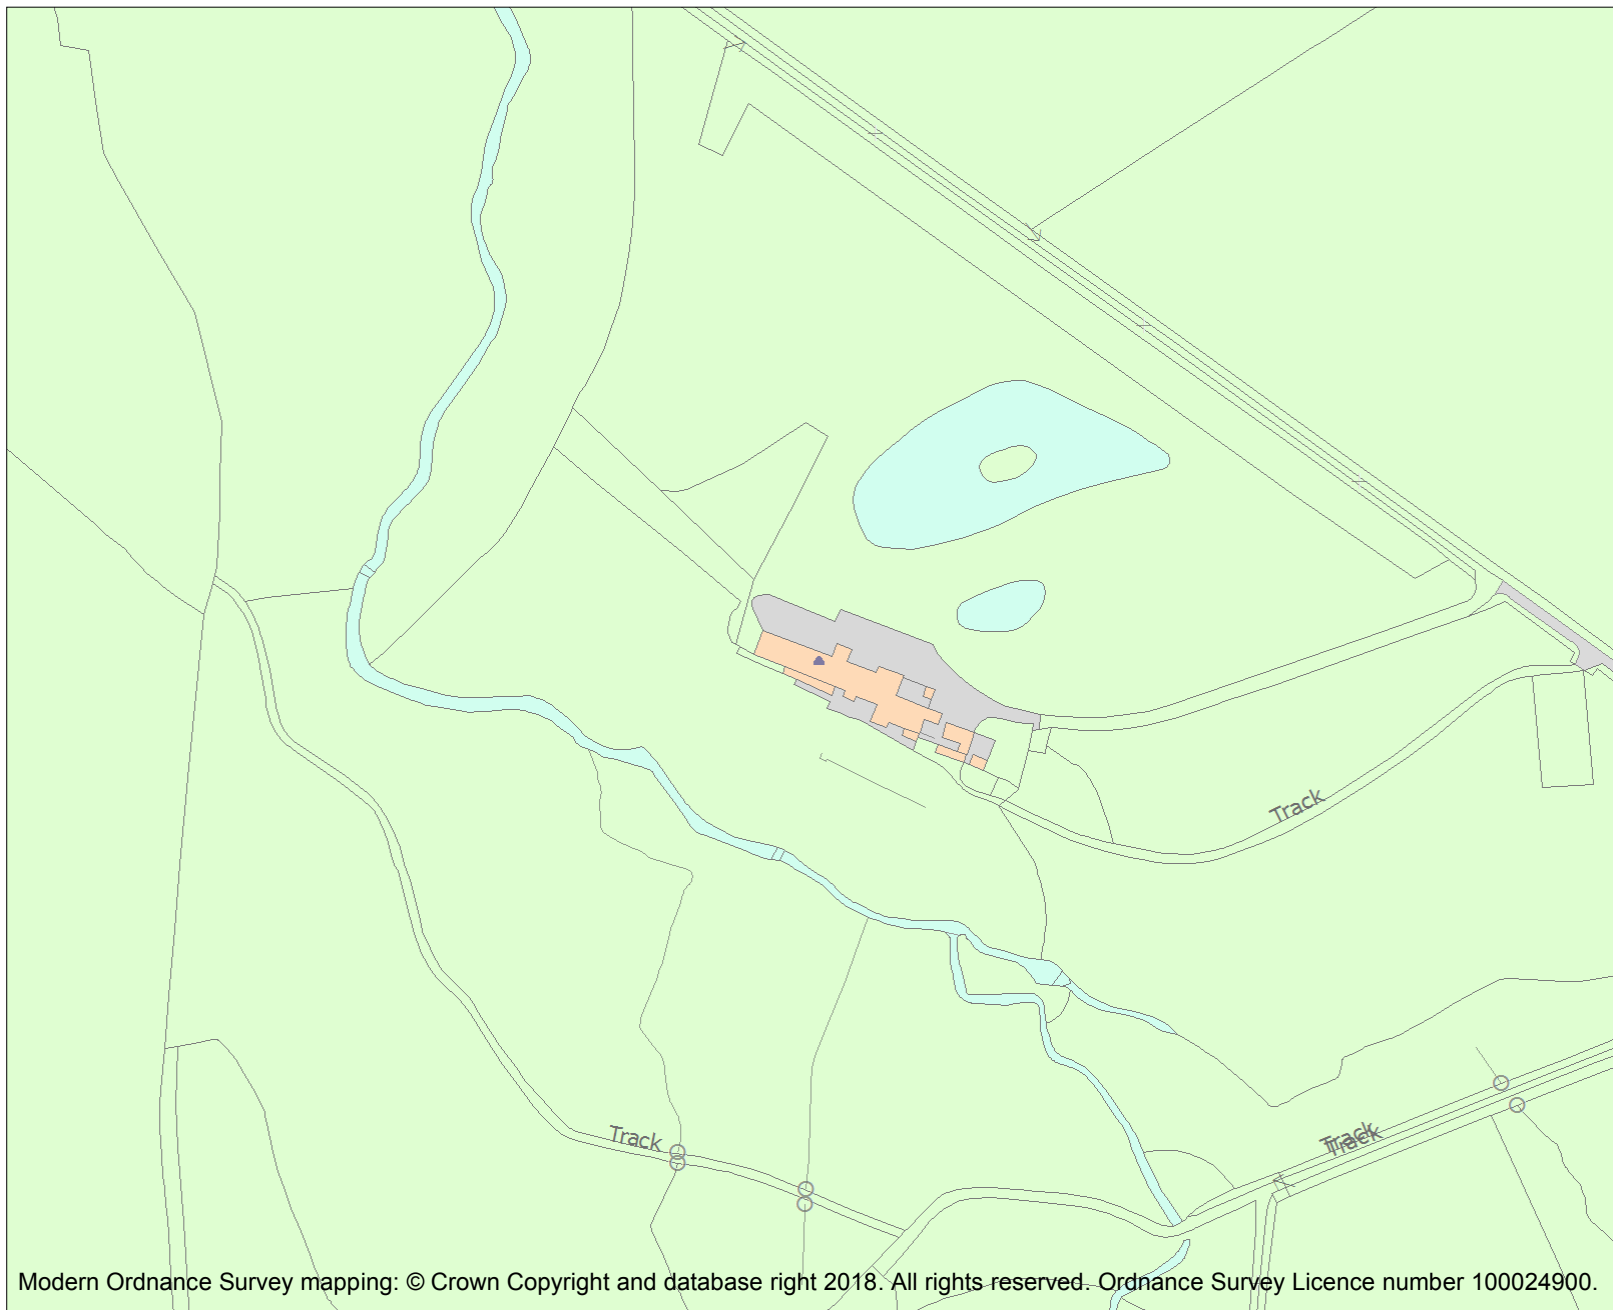 Track
Track
Track
Track
Modern Ordnance Survey mapping: © Crown Copyright and database right 2018. All rights reserved. Ordnance Survey Licence number 100024900.